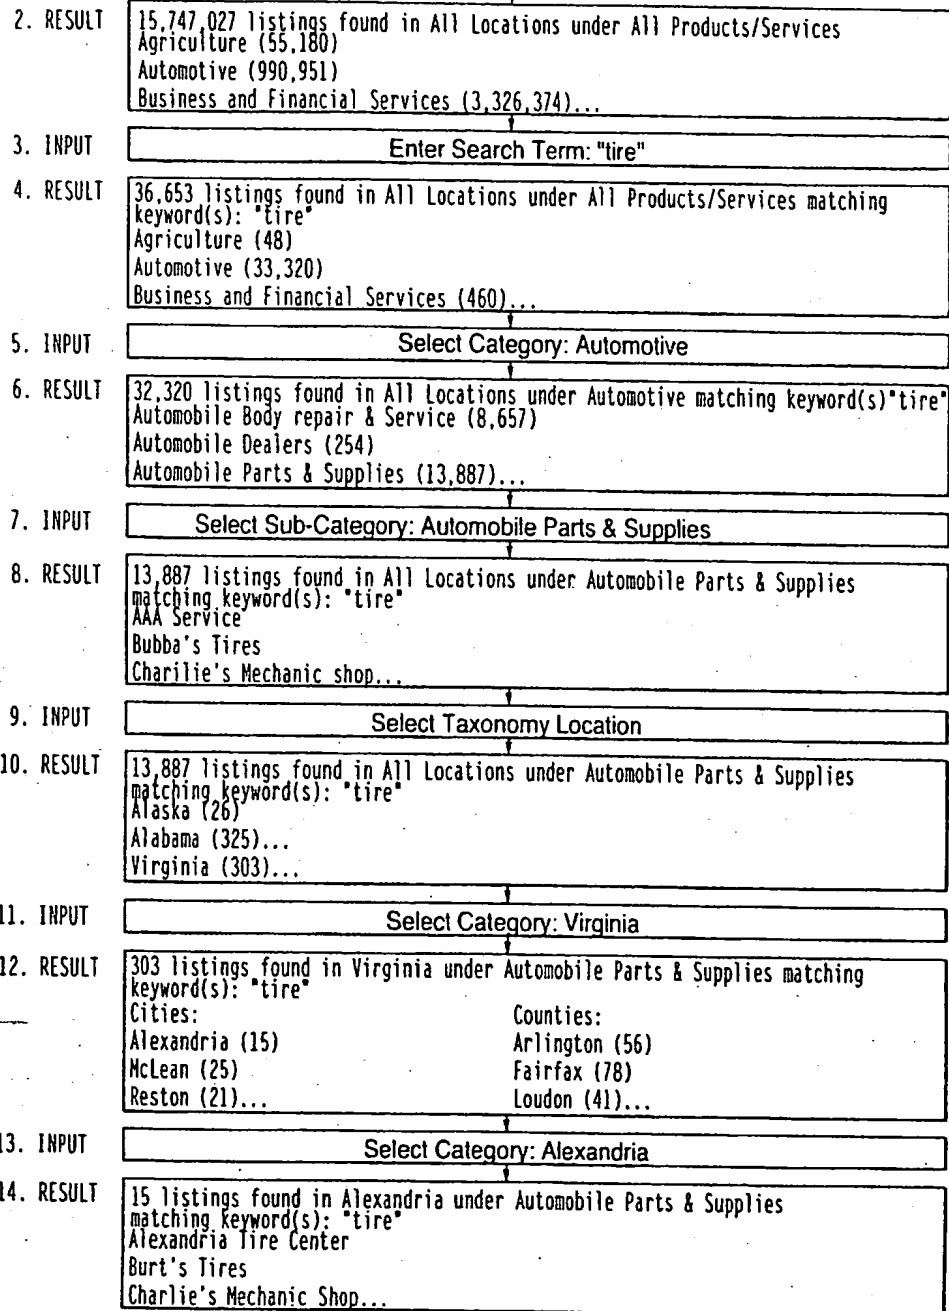 2. RESULT
15,747,027 listings found in All Locations under All Products/Services
Agriculture (55,180)
Automotive (990,951)
Business and Financial Services (3,326,374)...
3. INPUT
Enter Search Term: "tire"
4. RESULT
36,653 listings found in All Locations under All Products/Services matching
keyword(s): "tire"
Agriculture (48)
Automotive (33,320)
Business and Financial Services (460)...
5. INPUT
Select Category: Automotive
6. RESULT
32,320 listings found in All Locations under Automotive matching keyword(s)"tire"
Automobile Body repair & Service (8,657)
Automobile Dealers (254)
Automobile Parts & Supplies (13,887)...
7. INPUT
Select Sub-Category: Automobile Parts & Supplies
8. RESULT
13,887 listings found in All Locations under Automobile Parts & Supplies
matching keyword(s): "tire"
AAA Service
Bubba's Tires
Charilie's Mechanic shop...
9. INPUT
Select Taxonomy Location
10. RESULT
13,887 listings found in All Locations under Automobile Parts & Supplies
matching keyword(s): "tire"
Alaska (26)
Alabama (325)...
Virginia (303)...
11. INPUT
Select Category: Virginia
12. RESULT
303 listings found in Virginia under Automobile Parts & Supplies matching
keyword(s): "tire"
Cities: Counties:
Alexandria (15) Arlington (56)
McLean (25) Fairfax (78)
Reston (21)... Loudon (41)...
13. INPUT
Select Category: Alexandria
14. RESULT
15 listings found in Alexandria under Automobile Parts & Supplies
matching keyword(s): "tire"
Alexandria Tire Center
Burt's Tires
Charlie's Mechanic Shop...